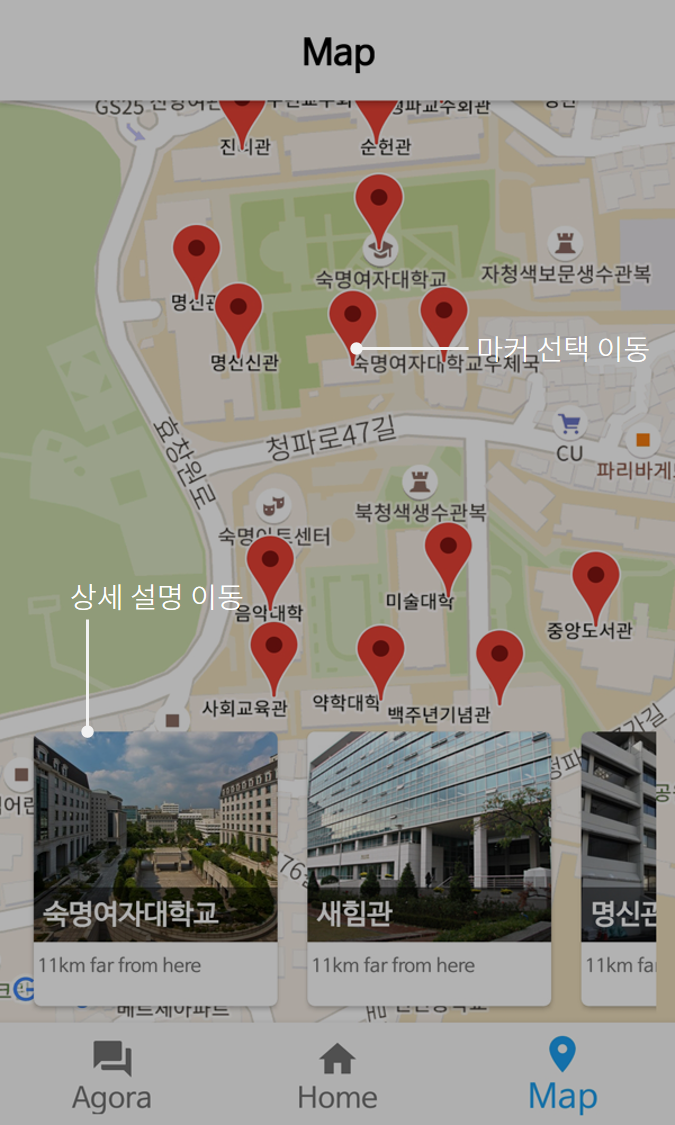 Map
GS25
진리관
순헌관
숙명여자대학교
자청색보문생수관복
명신관
명신신관
숙명여자대학교우체국
마커 선택 이동
청파로47길
효창원로
CU
파리바게
북청색생수관복
숙명아트센터
상세 설명 이동
음악대학
미술대학
중앙도서관
사회교육관
약학대학
백주년기념관
숙명여자대학교
새힘관
명신관
11km far from here
11km far from here
11km fa
베르체아파트
Agora
Home
Map